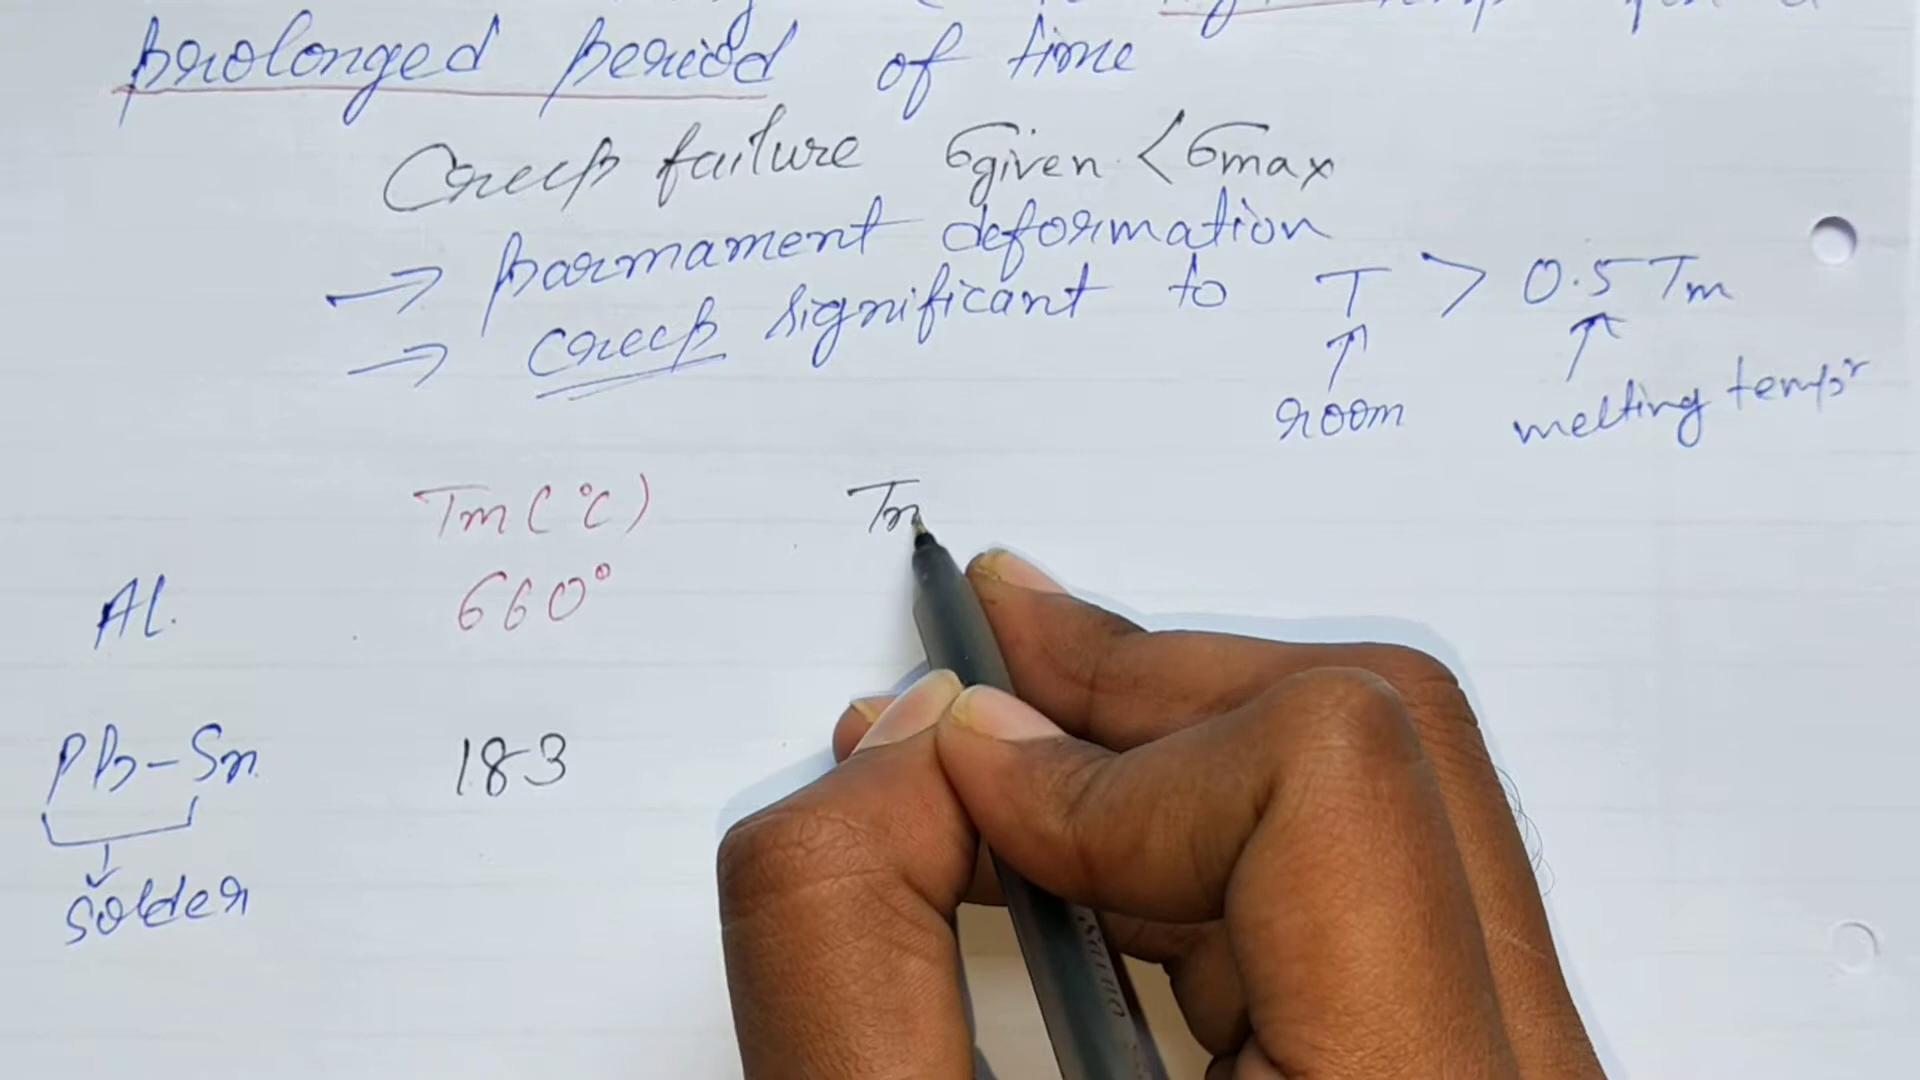 prolonged period of time
Creep failure σgiven < σmax
→ parmament deformation
→ creep significant to T > 0.5 Tm
↑ ↑
room melting tempr
Tm (°C) Tm
Al. 660°
PB-Sn 183
solder